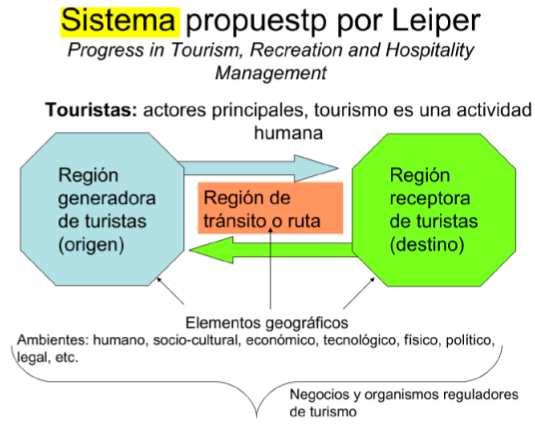 Sistema propuestp por Leiper
Progress in Tourism, Recreation and Hospitality
Management
Touristas: actores principales, tourismo es una actividad
humana
Región
generadora
de turistas
(origen)
Región de
tránsito o ruta
Región
receptora
de turistas
(destino)
Elementos geográficos
Ambientes: humano, socio-cultural, económico, tecnológico, físico, político,
legal, etc.
Negocios y organismos reguladores
de turismo